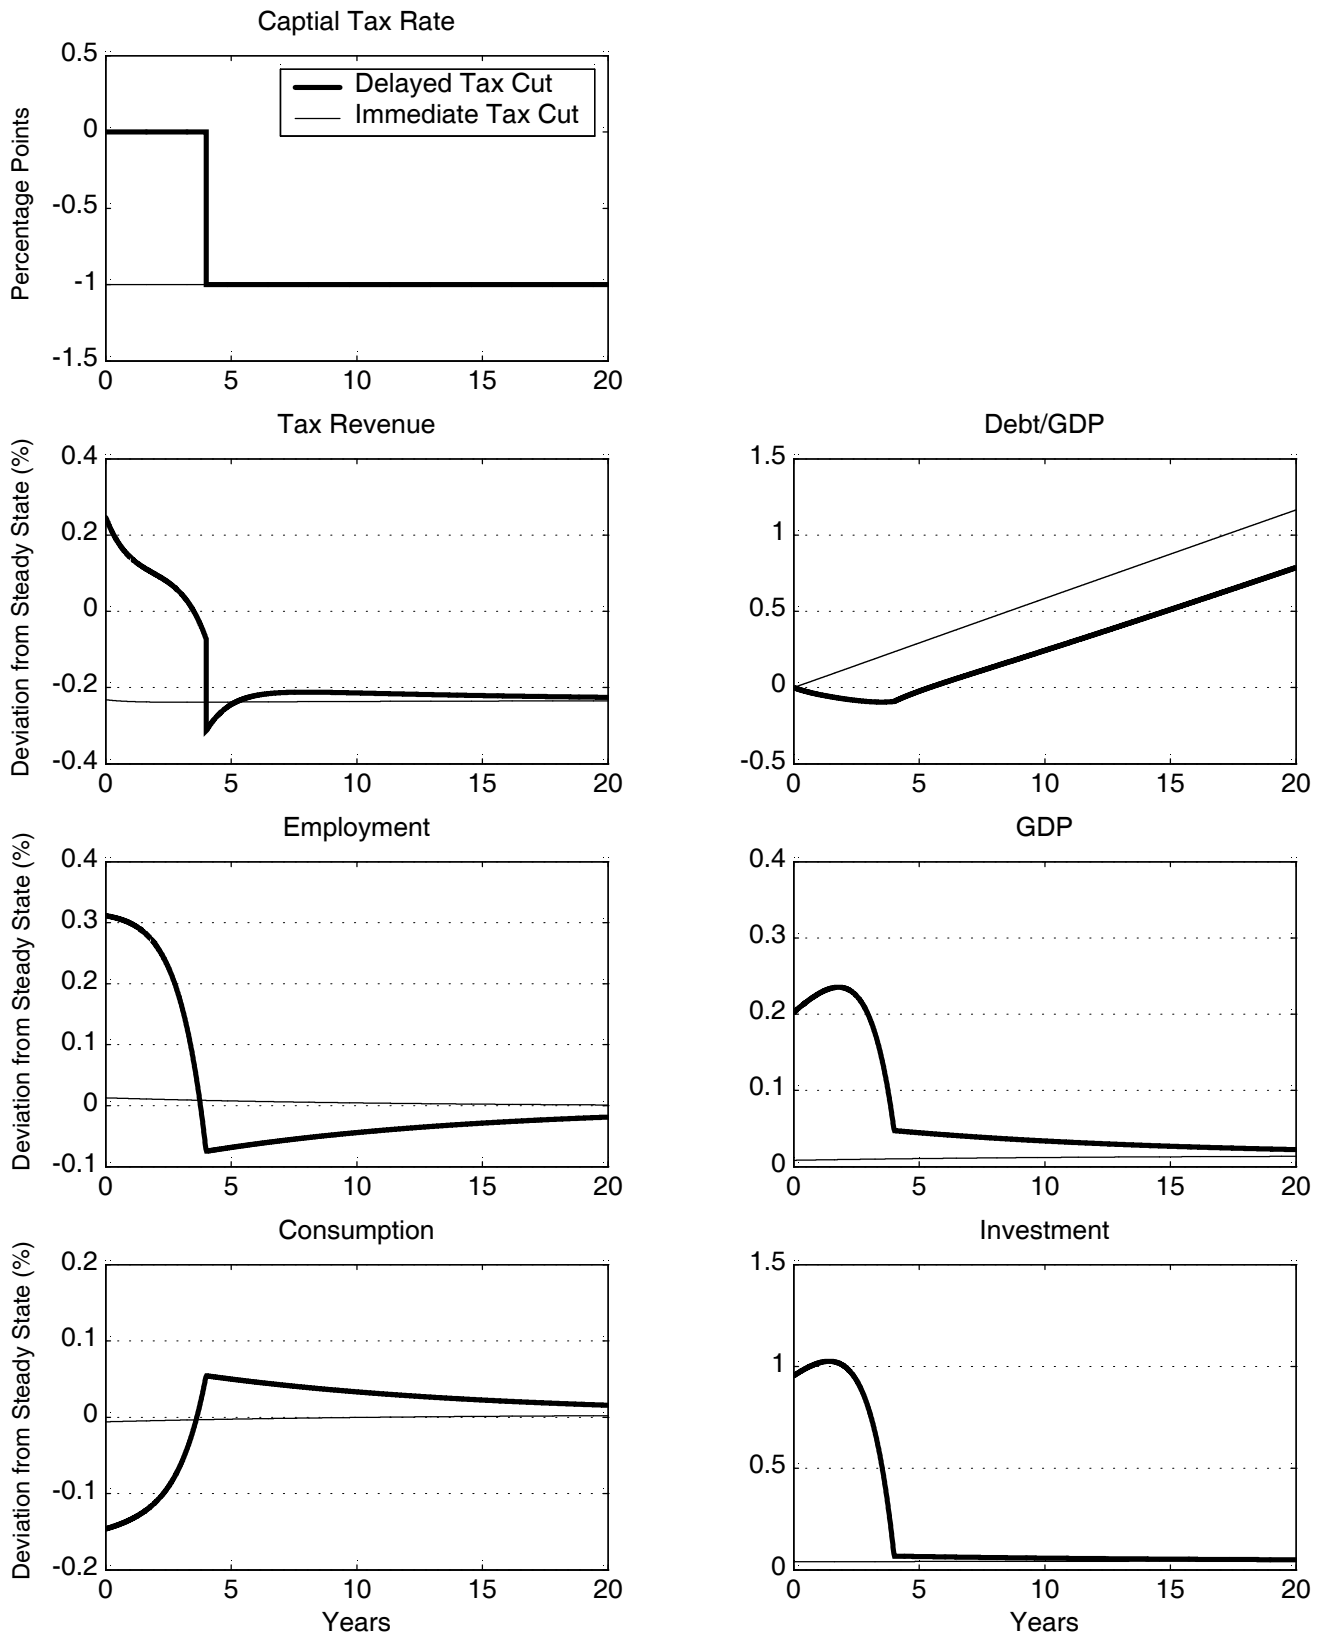 Captial Tax Rate
Percentage Points
0.5
0
-0.5
-1
-1.5
Delayed Tax Cut
Immediate Tax Cut
0 5 10 15 20
Tax Revenue
Deviation from Steady State (%)
0.4
0.2
0
-0.2
-0.4
0 5 10 15 20
Debt/GDP
1.5
1
0.5
0
-0.5
0 5 10 15 20
Employment
Deviation from Steady State (%)
0.4
0.3
0.2
0.1
0
-0.1
0 5 10 15 20
GDP
0.4
0.3
0.2
0.1
0
0 5 10 15 20
Consumption
Deviation from Steady State (%)
0.2
0.1
0
-0.1
-0.2
0 5 10 15 20
Years
Investment
1.5
1
0.5
0
0 5 10 15 20
Years